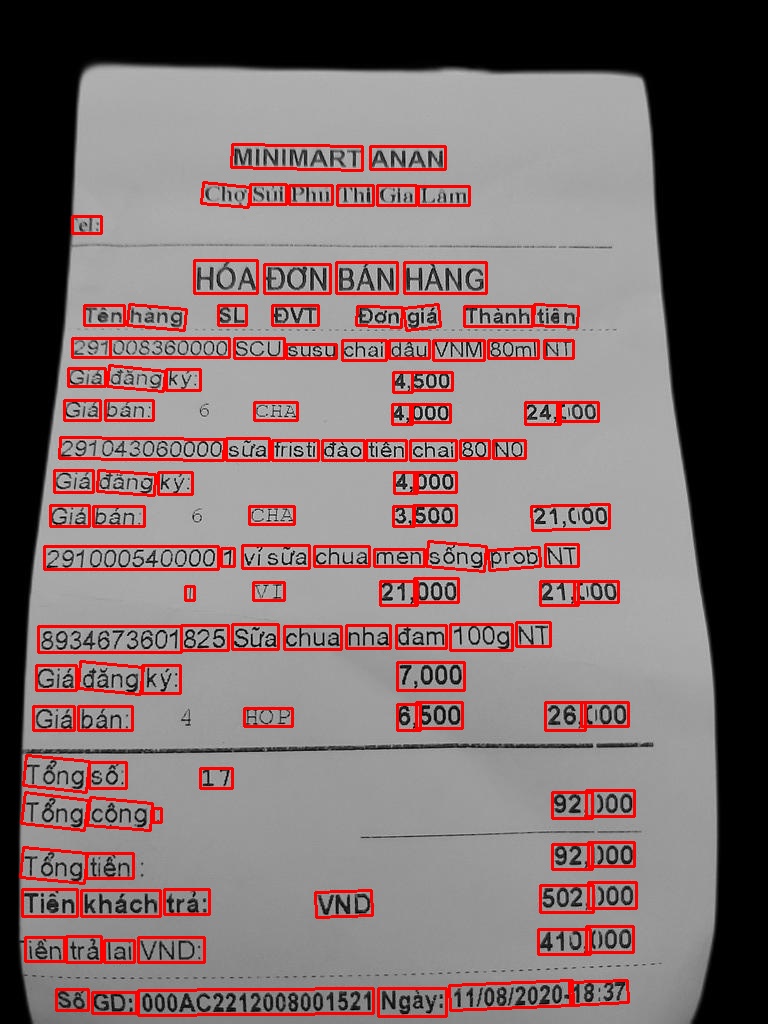 MINIMART ANAN
Chợ Sủi Phu Thi Gia Lâm
Tel:
HÓA ĐƠN BÁN HÀNG
Tên hàng SL ĐVT Đơn giá Thành tiền
291008360000 SCU susu chai dâu VNM 80ml NT
Giá đăng ký: 4,500
Giá bán: 6 CHA 4,000 24,000
291043060000 sữa fristi đào tiên chai 80 N0
Giá đăng ký: 4,000
Giá bán: 6 CHA 3,500 21,000
291000540000 1 ví sữa chua men sống prob NT
1 VI 21,000 21,000
8934673601825 Sữa chua nha đam 100g NT
Giá đăng ký: 7,000
Giá bán: 4 HOP 6,500 26,000
Tổng số: 17
Tổng công: 92,000
Tổng tiền : 92,000
Tiền khách trả: VND 502,000
Tiền trả lai VND: 410,000
Số GD: 000AC2212008001521 Ngày: 11/08/2020-18:37